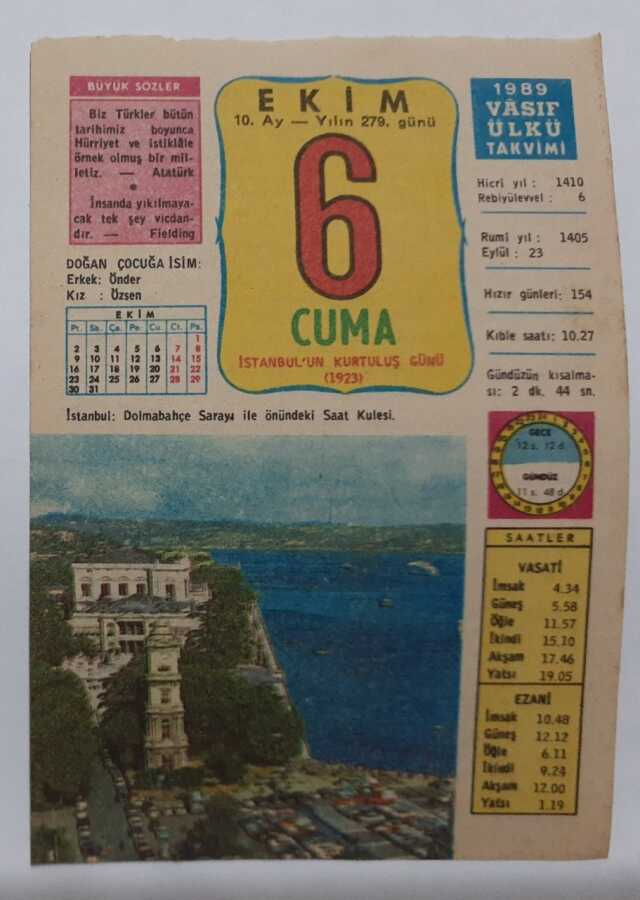 BÜYÜK SÖZLER
Biz Türkler bütün
tarihimiz boyunca
Hürriyet ve istiklâle
örnek olmuş bir mil-
letiz. — Atatürk
●
İnsanda yıkılmaya-
cak tek şey vicdan-
dır. — Fielding
DOĞAN ÇOCUĞA İSİM:
Erkek: Önder
Kız : Özsen
EKİM
Pt. Sa. Ça. Pe. Cu. Ct. Pa.
1
2 3 4 5 6 7 8
9 10 11 12 13 14 15
16 17 18 19 20 21 22
23 24 25 26 27 28 29
30 31
EKİM
10. Ay — Yılın 279. günü
6
CUMA
İSTANBUL'UN KURTULUŞ GÜNÜ
(1923)
1989
VÂSIF
ÜLKÜ
TAKVİMİ
Hicrî yıl : 1410
Rebiyülevvel : 6
Rumî yıl : 1405
Eylül : 23
Hızır günleri: 154
Kıble saatı: 10.27
Gündüzün kısalma-
sı: 2 dk. 44 sn.
GECE
12 s. 12 d.
GÜNDÜZ
11 s. 48 d.
İstanbul: Dolmabahçe Sarayı ile önündeki Saat Kulesi.
SAATLER
VASATİ
İmsak 4.34
Güneş 5.58
Öğle 11.57
İkindi 15.10
Akşam 17.46
Yatsı 19.05
EZANİ
İmsak 10.48
Güneş 12.12
Öğle 6.11
İkindi 9.24
Akşam 12.00
Yatsı 1.19